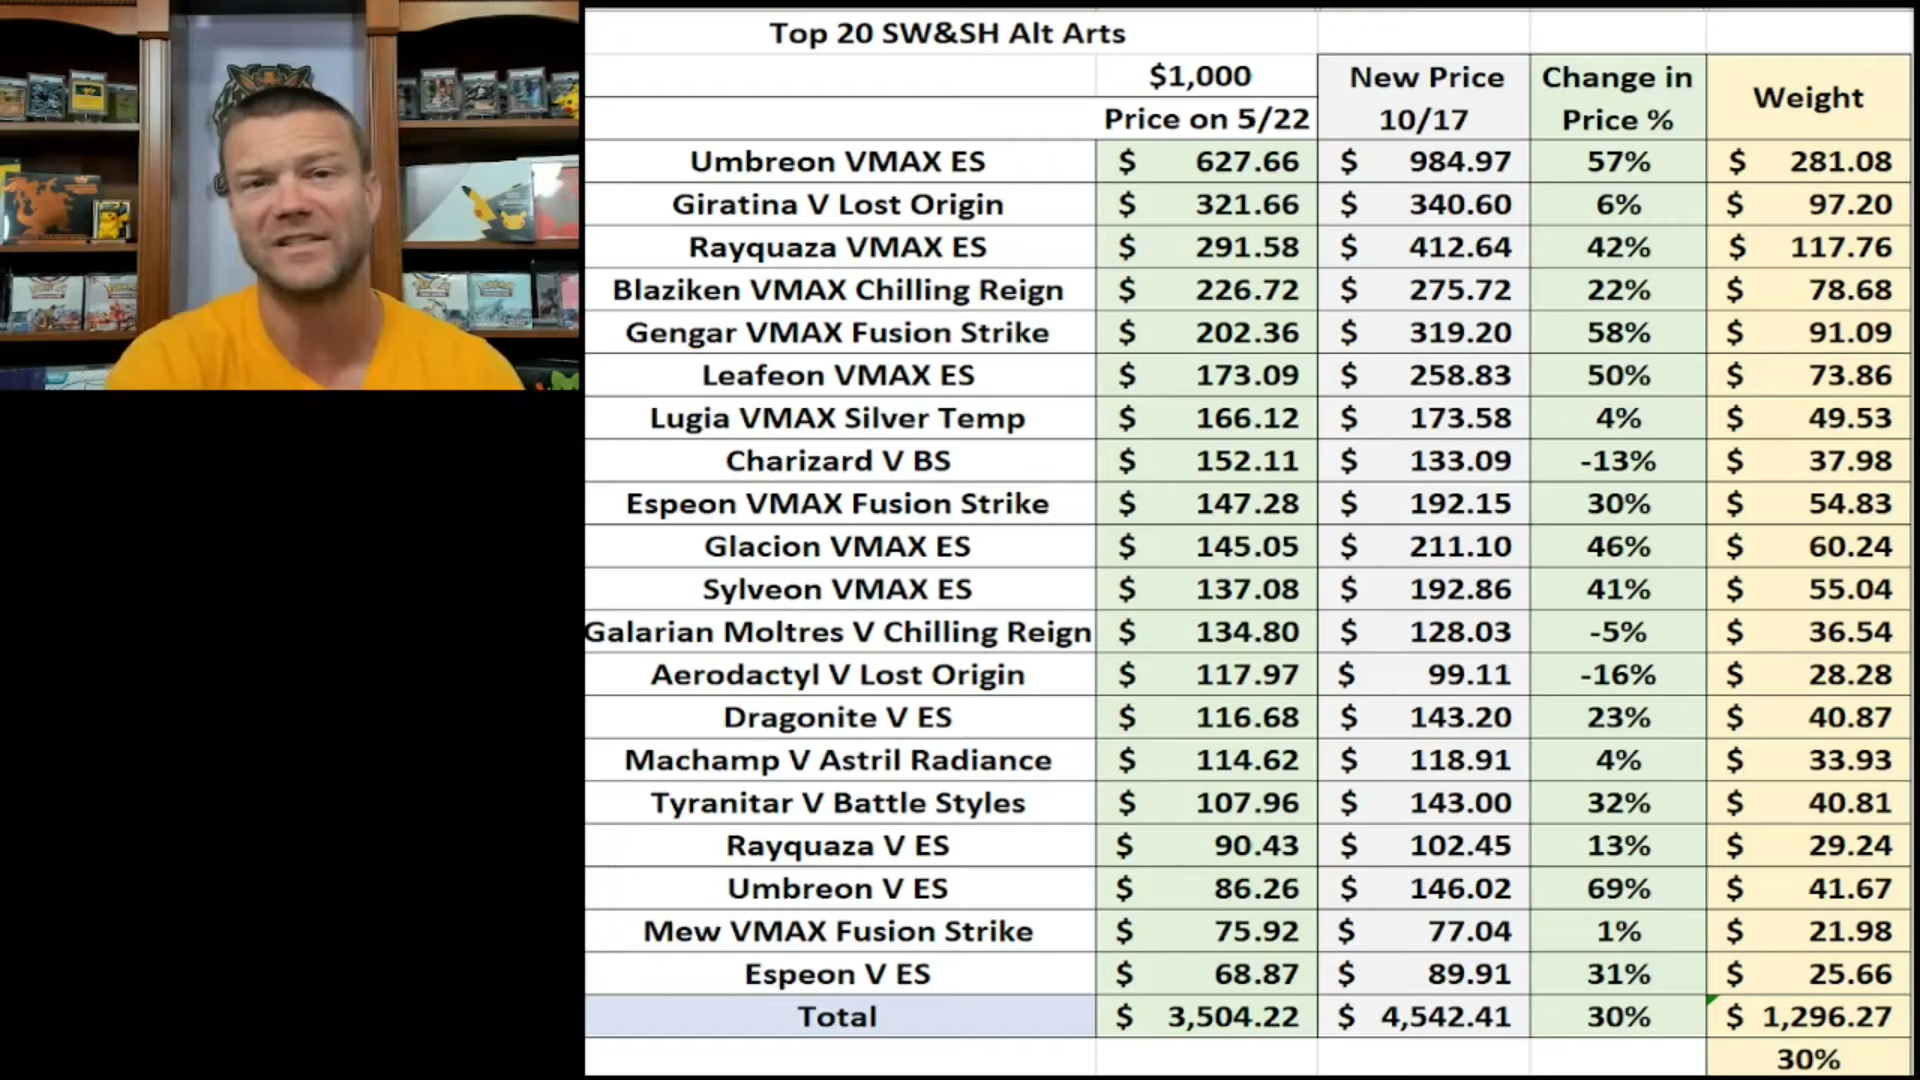 Top 20 SW&SH Alt Arts
$1,000 New Price Change in Weight
Price on 5/22 10/17 Price %
Umbreon VMAX ES $ 627.66 $ 984.97 57% $ 281.08
Giratina V Lost Origin $ 321.66 $ 340.60 6% $ 97.20
Rayquaza VMAX ES $ 291.58 $ 412.64 42% $ 117.76
Blaziken VMAX Chilling Reign $ 226.72 $ 275.72 22% $ 78.68
Gengar VMAX Fusion Strike $ 202.36 $ 319.20 58% $ 91.09
Leafeon VMAX ES $ 173.09 $ 258.83 50% $ 73.86
Lugia VMAX Silver Temp $ 166.12 $ 173.58 4% $ 49.53
Charizard V BS $ 152.11 $ 133.09 -13% $ 37.98
Espeon VMAX Fusion Strike $ 147.28 $ 192.15 30% $ 54.83
Glacion VMAX ES $ 145.05 $ 211.10 46% $ 60.24
Sylveon VMAX ES $ 137.08 $ 192.86 41% $ 55.04
Galarian Moltres V Chilling Reign $ 134.80 $ 128.03 -5% $ 36.54
Aerodactyl V Lost Origin $ 117.97 $ 99.11 -16% $ 28.28
Dragonite V ES $ 116.68 $ 143.20 23% $ 40.87
Machamp V Astril Radiance $ 114.62 $ 118.91 4% $ 33.93
Tyranitar V Battle Styles $ 107.96 $ 143.00 32% $ 40.81
Rayquaza V ES $ 90.43 $ 102.45 13% $ 29.24
Umbreon V ES $ 86.26 $ 146.02 69% $ 41.67
Mew VMAX Fusion Strike $ 75.92 $ 77.04 1% $ 21.98
Espeon V ES $ 68.87 $ 89.91 31% $ 25.66
Total $ 3,504.22 $ 4,542.41 30% $ 1,296.27
30%